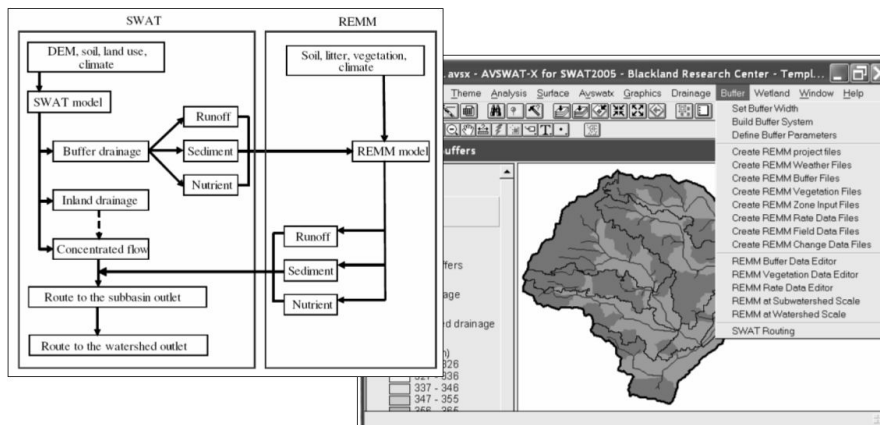 SWAT
REMM
DEM, soil, land use,
climate
Soil, litter, vegetation,
climate
SWAT model
Runoff
Buffer drainage
Sediment
REMM model
Nutrient
Inland drainage
Runoff
Concentrated flow
Sediment
Route to the subbasin outlet
Nutrient
Route to the watershed outlet
.avsx - AVSWAT-X for SWAT2005 - Blackland Research Center - Templ...
Theme Analysis Surface Avswatx Graphics Drainage Buffer Wetland Window Help
Set Buffer Width
Build Buffer System
Define Buffer Parameters
Create REMM project files
Create REMM Weather Files
Create REMM Buffer Files
Create REMM Vegetation Files
Create REMM Zone Input Files
Create REMM Rate Data Files
Create REMM Field Data Files
Create REMM Change Data Files
REMM Buffer Data Editor
REMM Vegetation Data Editor
REMM Rate Data Editor
REMM at Subwatershed Scale
REMM at Watershed Scale
SWAT Routing
uffers
ffers
age
ed drainage
337 - 346
347 - 355